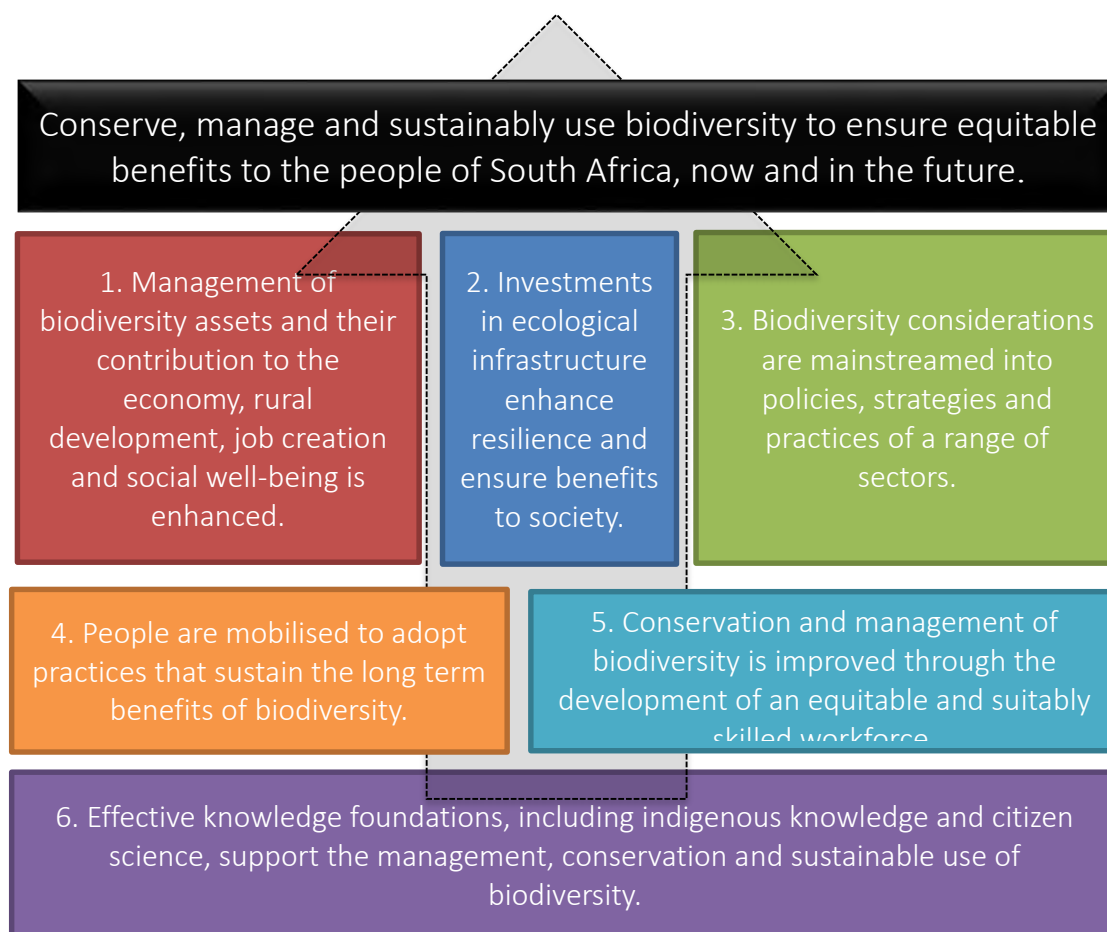 Conserve, manage and sustainably use biodiversity to ensure equitable
benefits to the people of South Africa, now and in the future.
1. Management of
biodiversity assets and their
contribution to the
economy, rural
development, job creation
and social well-being is
enhanced.
2. Investments
in ecological
infrastructure
enhance
resilience and
ensure benefits
to society.
3. Biodiversity considerations
are mainstreamed into
policies, strategies and
practices of a range of
sectors.
4. People are mobilised to adopt
practices that sustain the long term
benefits of biodiversity.
5. Conservation and management of
biodiversity is improved through the
development of an equitable and suitably
skilled workforce
6. Effective knowledge foundations, including indigenous knowledge and citizen
science, support the management, conservation and sustainable use of
biodiversity.